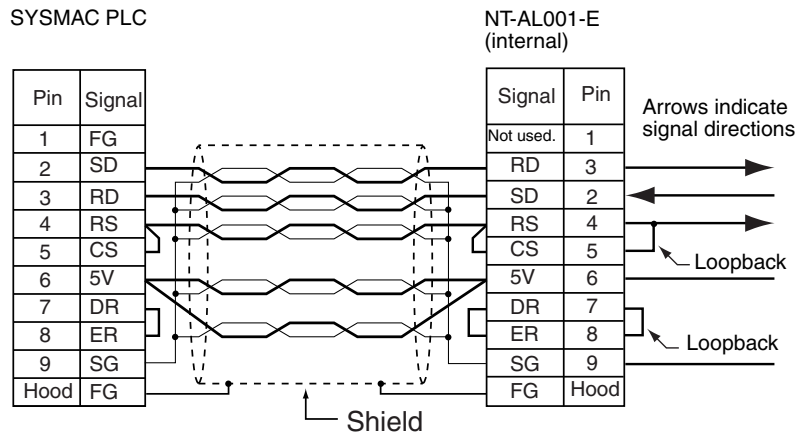 SYSMAC PLC
NT-AL001-E
(internal)
Pin Signal
1 FG
2 SD
3 RD
4 RS
5 CS
6 5V
7 DR
8 ER
9 SG
Hood FG
Signal Pin
Not used. 1
RD 3
SD 2
RS 4
CS 5
5V 6
DR 7
ER 8
SG 9
FG Hood
Arrows indicate
signal directions
Loopback
Loopback
Shield